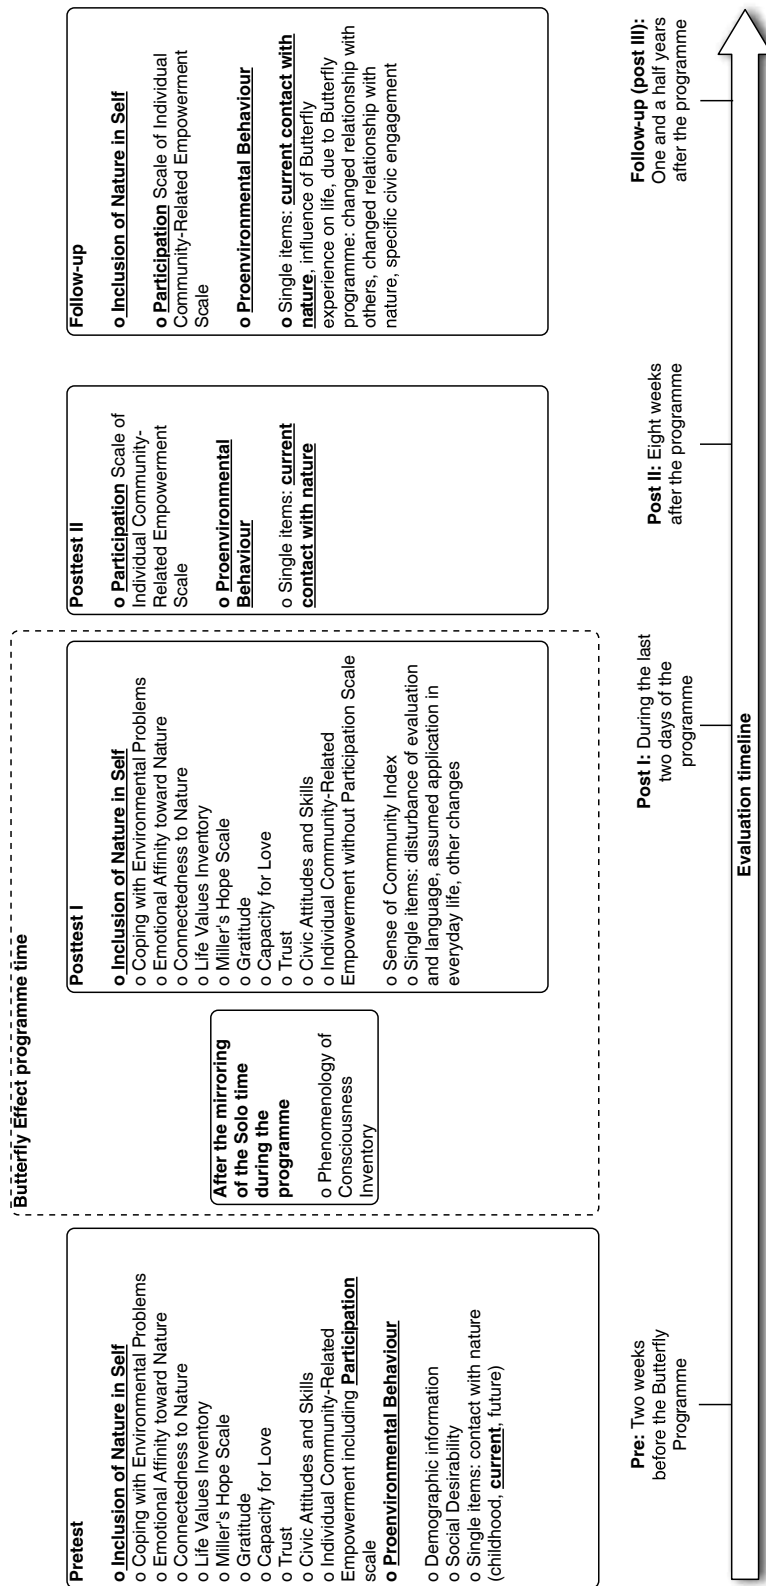 Butterfly Effect programme time
Pretest
o Inclusion of Nature in Self
o Coping with Environmental Problems
o Emotional Affinity toward Nature
o Connectedness to Nature
o Life Values Inventory
o Miller's Hope Scale
o Gratitude
o Capacity for Love
o Trust
o Civic Attitudes and Skills
o Individual Community-Related
Empowerment including Participation
scale
o Proenvironmental Behaviour
o Demographic information
o Social Desirability
o Single items: contact with nature
(childhood, current, future)
After the mirroring
of the Solo time
during the
programme
o Phenomenology of
Consciousness
Inventory
Posttest I
o Inclusion of Nature in Self
o Coping with Environmental Problems
o Emotional Affinity toward Nature
o Connectedness to Nature
o Life Values Inventory
o Miller's Hope Scale
o Gratitude
o Capacity for Love
o Trust
o Civic Attitudes and Skills
o Individual Community-Related
Empowerment without Participation Scale
o Sense of Community Index
o Single items: disturbance of evaluation
and language, assumed application in
everyday life, other changes
Posttest II
o Participation Scale of
Individual Community-
Related Empowerment
Scale
o Proenvironmental
Behaviour
o Single items: current
contact with nature
Follow-up
o Inclusion of Nature in Self
o Participation Scale of Individual
Community-Related Empowerment
Scale
o Proenvironmental Behaviour
o Single items: current contact with
nature, influence of Butterfly
experience on life, due to Butterfly
programme: changed relationship with
others, changed relationship with
nature, specific civic engagement
Pre: Two weeks
before the Butterfly
Programme
Post I: During the last
two days of the
programme
Post II: Eight weeks
after the programme
Follow-up (post III):
One and a half years
after the programme
Evaluation timeline